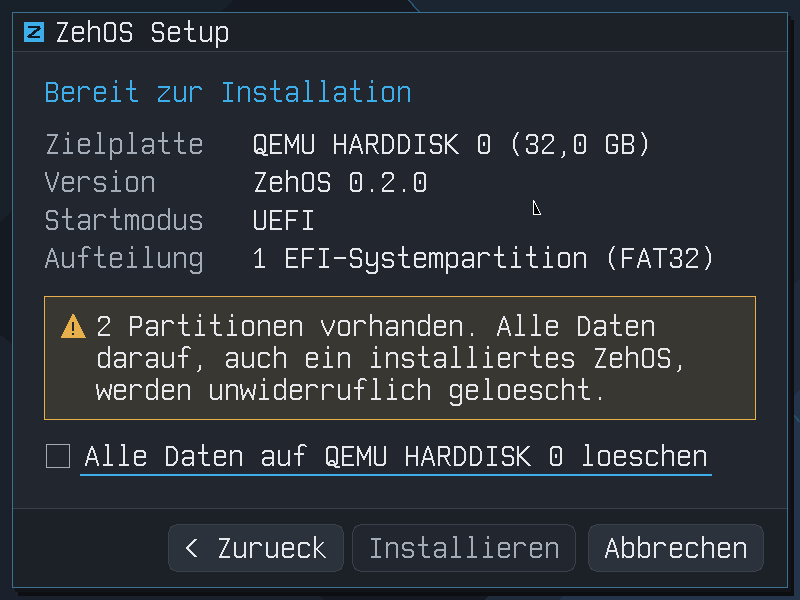 Z ZehOS Setup
Bereit zur Installation
Zielplatte QEMU HARDDISK 0 (32,0 GB)
Version ZehOS 0.2.0
Startmodus UEFI
Aufteilung 1 EFI-Systempartition (FAT32)
2 Partitionen vorhanden. Alle Daten
darauf, auch ein installiertes ZehOS,
werden unwiderruflich geloescht.
Alle Daten auf QEMU HARDDISK 0 loeschen
< Zurueck Installieren Abbrechen